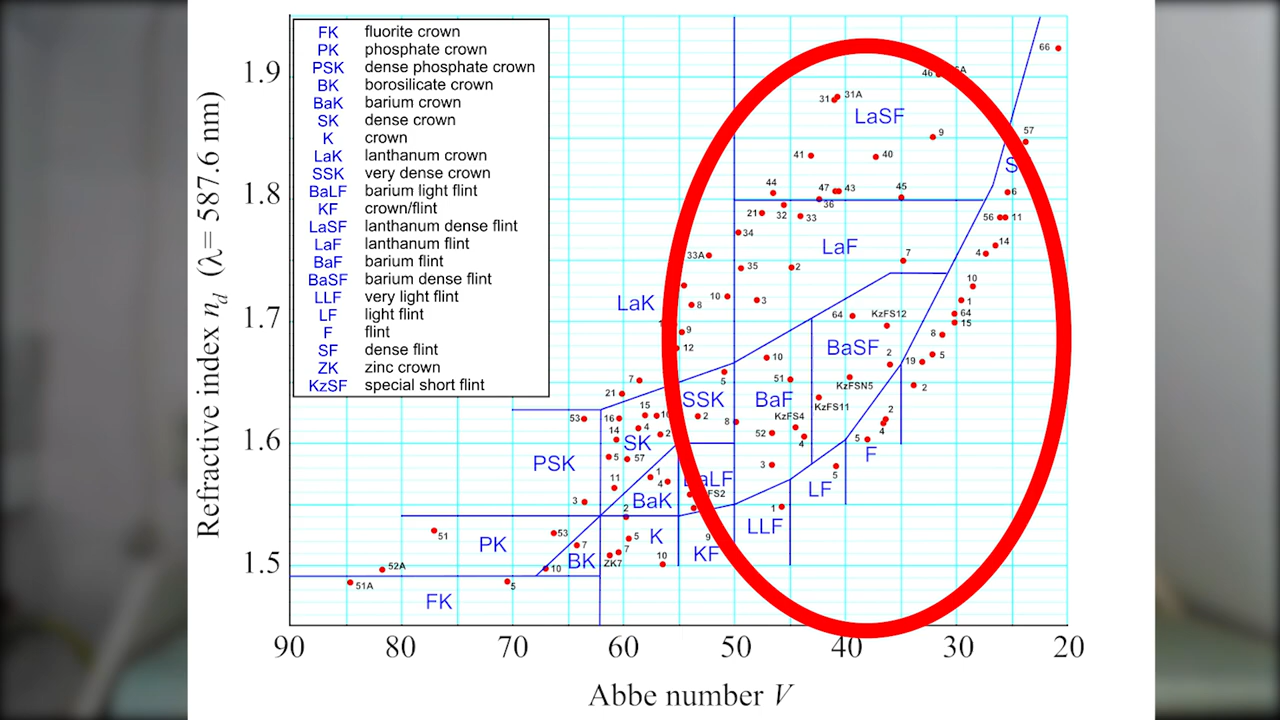 FK fluorite crown
PK phosphate crown
PSK dense phosphate crown
BK borosilicate crown
BaK barium crown
SK dense crown
K crown
LaK lanthanum crown
SSK very dense crown
BaLF barium light flint
KF crown/flint
LaSF lanthanum dense flint
LaF lanthanum flint
BaF barium flint
BaSF barium dense flint
LLF very light flint
LF light flint
F flint
SF dense flint
ZK zinc crown
KzSF special short flint
Refractive index n_d (λ= 587.6 nm)
1.9
1.8
1.7
1.6
1.5
66
46
31
31A
LaSF
9
57
41
40
44
47
43
45
6
36
21
32
33
56
11
34
LaF
14
33A
7
4
35
2
10
LaK
10
3
1
8
64
KzFS12
64
15
9
8
12
BaSF
10
2
19
5
7
5
51
KzFSN5
2
21
SSK
BaF
KzFS11
53
16
15
10
2
8
KzFS4
2
4
14
4
2
52
4
5
F
SK
PSK
5
57
3
5
11
1
4
LF
3
BaK
FS2
1
2
LLF
51
53
K
5
9
PK
7
7
KF
BK
ZK7
10
52A
10
51A
5
FK
90
80
70
60
50
40
30
20
Abbe number V